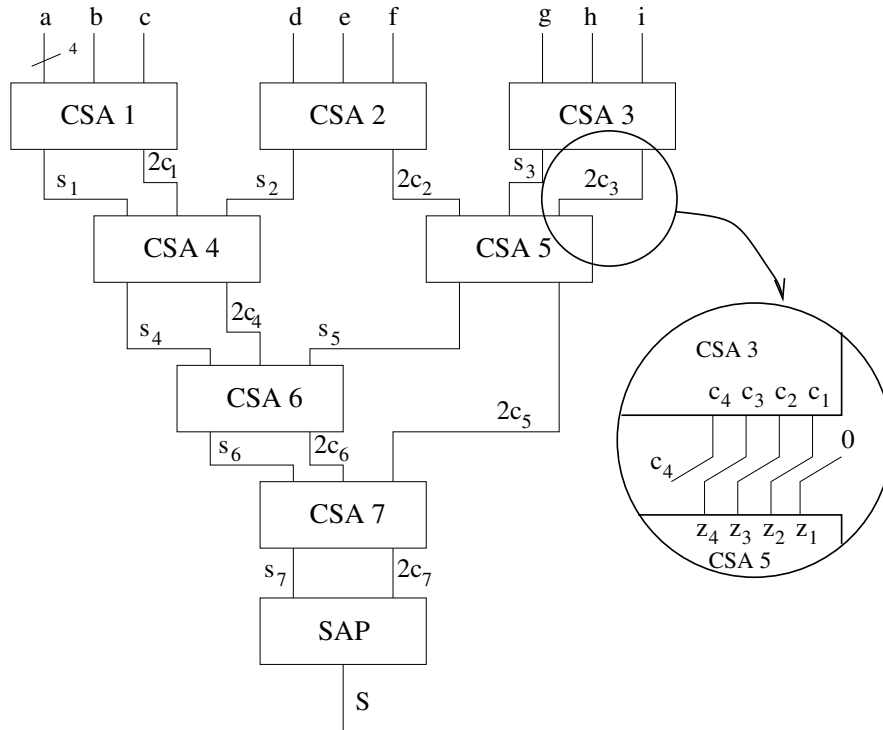 a b c d e f g h i
4
CSA 1 CSA 2 CSA 3
s₁ 2c₁ s₂ 2c₂ s₃ 2c₃
CSA 4 CSA 5
s₄ 2c₄ s₅
CSA 6
2c₅
s₆ 2c₆
CSA 7
s₇ 2c₇
SAP
S
CSA 3
c₄ c₃ c₂ c₁
c₄ 0
z₄ z₃ z₂ z₁
CSA 5